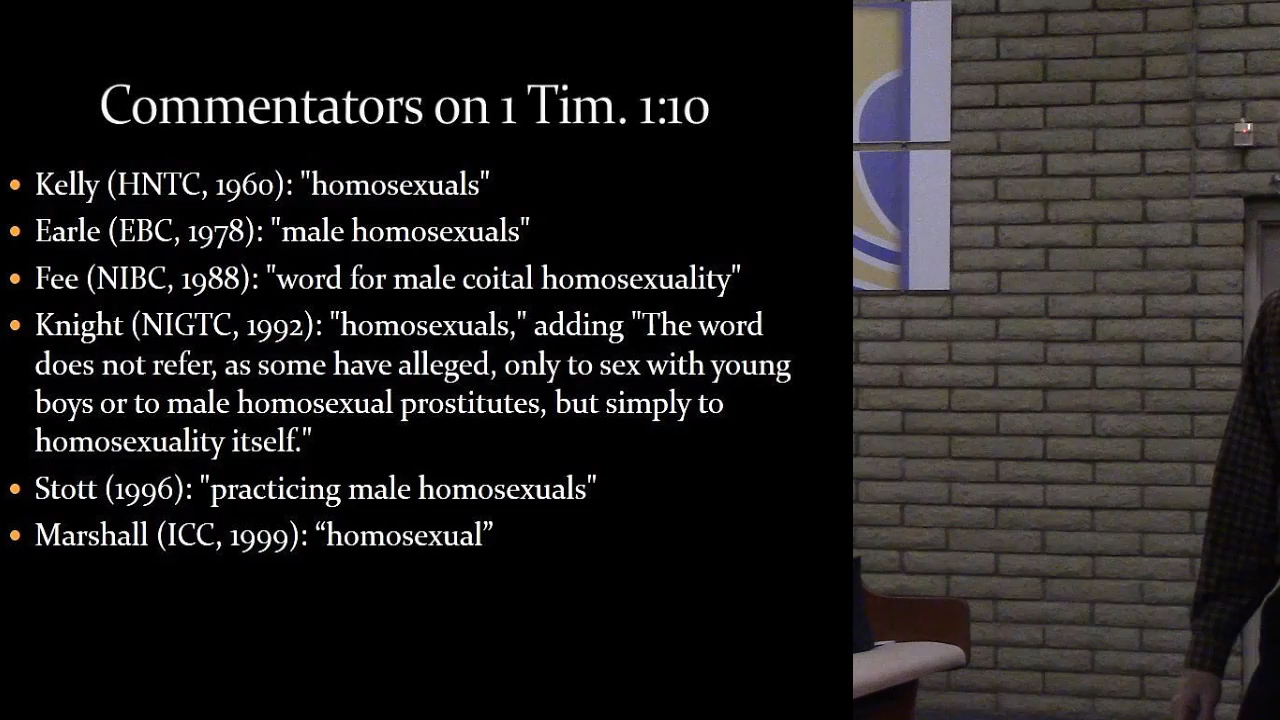 Commentators on 1 Tim. 1:10
• Kelly (HNTC, 1960): "homosexuals"
• Earle (EBC, 1978): "male homosexuals"
• Fee (NIBC, 1988): "word for male coital homosexuality"
• Knight (NIGTC, 1992): "homosexuals," adding "The word
does not refer, as some have alleged, only to sex with young
boys or to male homosexual prostitutes, but simply to
homosexuality itself."
• Stott (1996): "practicing male homosexuals"
• Marshall (ICC, 1999): “homosexual”